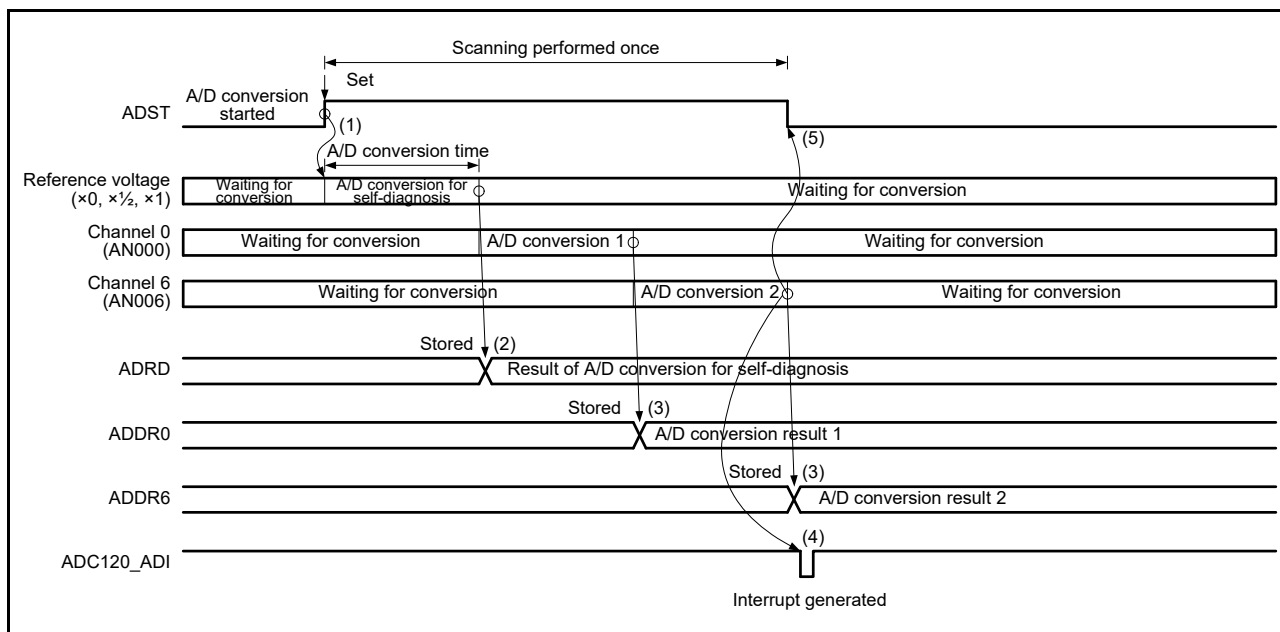 Scanning performed once
Set
A/D conversion
started
ADST
(1)
(5)
A/D conversion time
Reference voltage
(×0, ×½, ×1)
Waiting for
conversion
A/D conversion for
self-diagnosis
Waiting for conversion
Channel 0
(AN000)
Waiting for conversion
A/D conversion 1
Waiting for conversion
Channel 6
(AN006)
Waiting for conversion
A/D conversion 2
Waiting for conversion
Stored
(2)
ADRD
Result of A/D conversion for self-diagnosis
Stored
(3)
ADDR0
A/D conversion result 1
Stored
(3)
ADDR6
A/D conversion result 2
(4)
ADC120_ADI
Interrupt generated